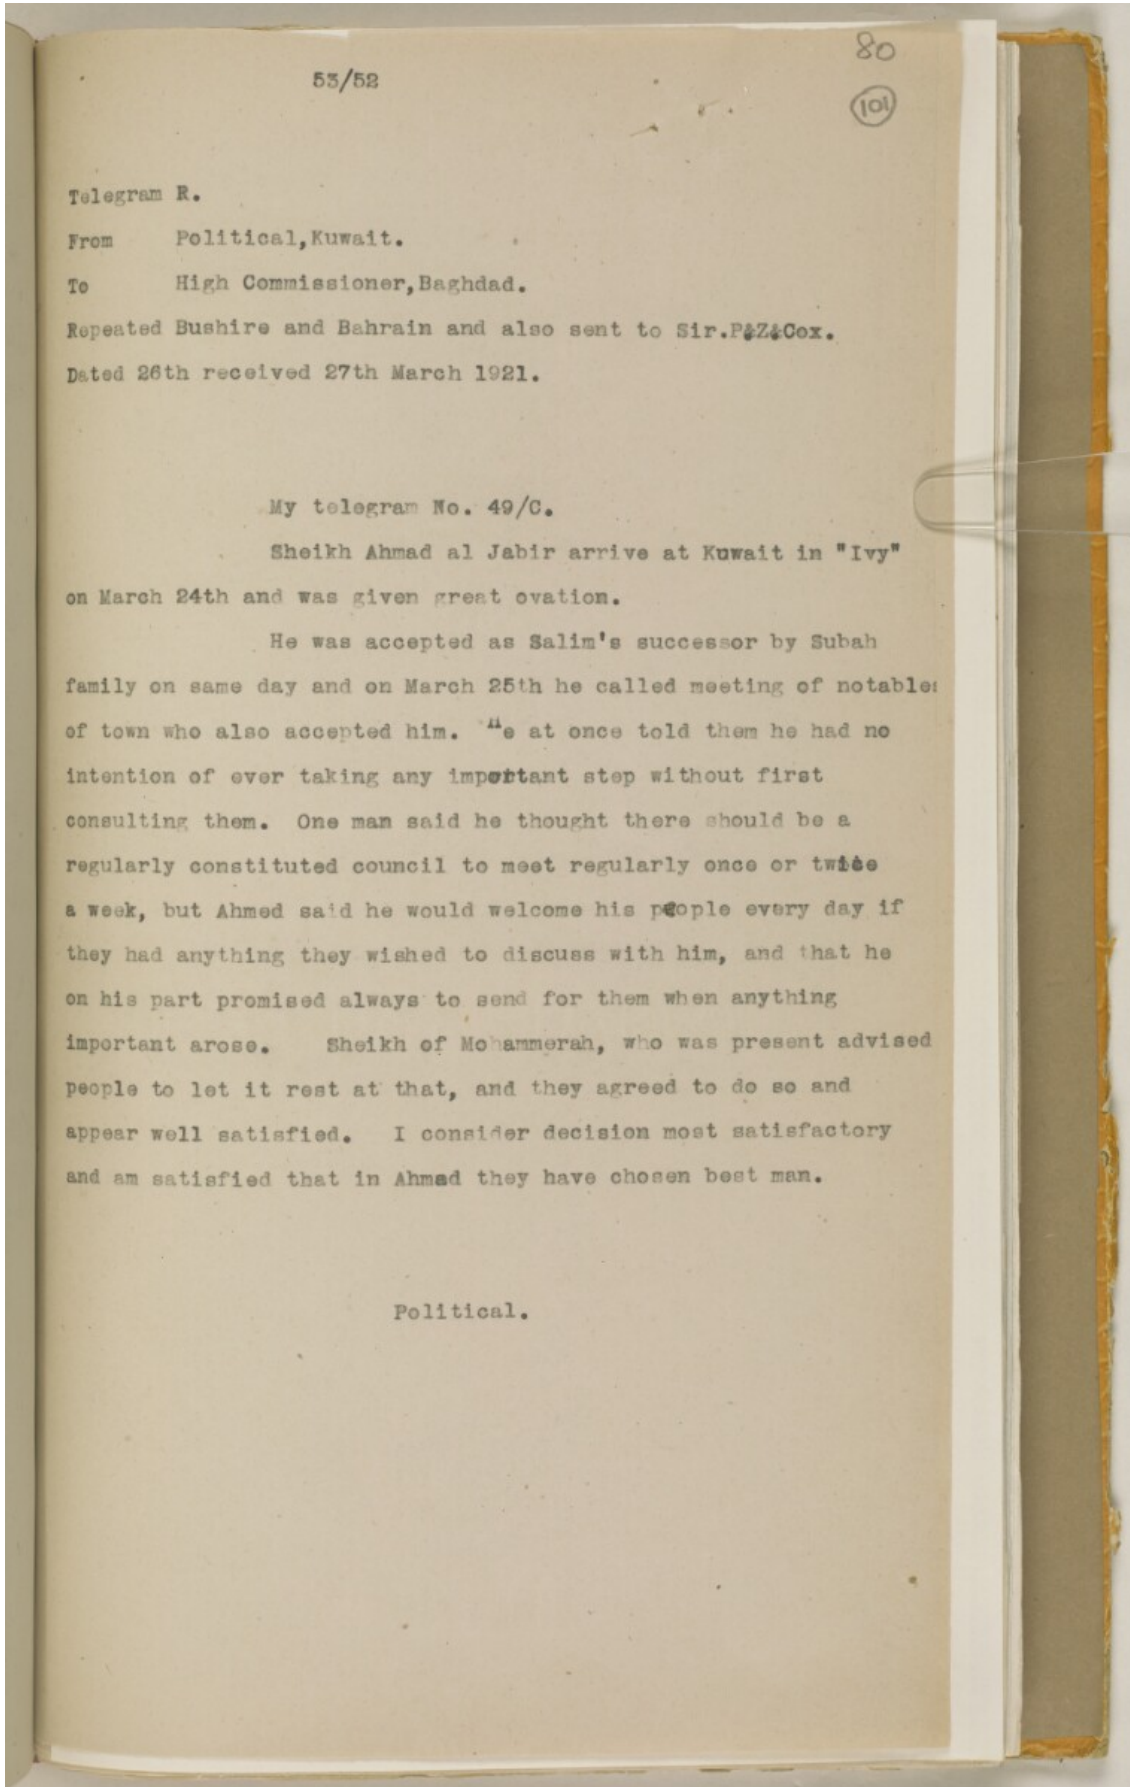 80
53/52
101
Telegram R.
From Political,Kuwait.
To High Commissioner,Baghdad.
Repeated Bushire and Bahrain and also sent to Sir.P&Z&Cox.
Dated 26th received 27th March 1921.
My telegram No. 49/C.
Sheikh Ahmad al Jabir arrive at Kuwait in "Ivy"
on March 24th and was given great ovation.
He was accepted as Salim's successor by Subah
family on same day and on March 25th he called meeting of notables
of town who also accepted him. He at once told them he had no
intention of ever taking any important step without first
consulting them. One man said he thought there should be a
regularly constituted council to meet regularly once or twice
a week, but Ahmed said he would welcome his people every day if
they had anything they wished to discuss with him, and that he
on his part promised always to send for them when anything
important arose. Sheikh of Mohammerah, who was present advised
people to let it rest at that, and they agreed to do so and
appear well satisfied. I consider decision most satisfactory
and am satisfied that in Ahmad they have chosen best man.
Political.